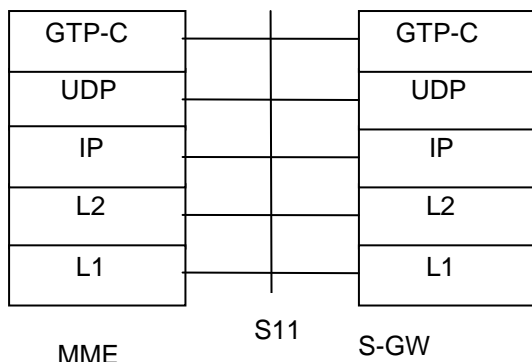 GTP-C GTP-C
UDP UDP
IP IP
L2 L2
L1 L1
S11
MME S-GW